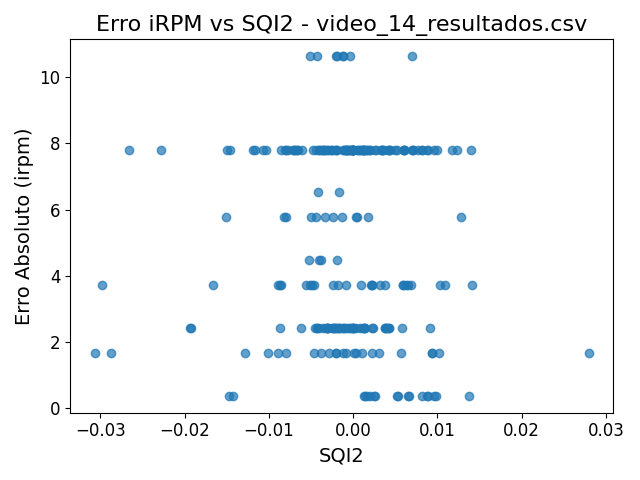 Erro iRPM vs SQI2 - video_14_resultados.csv
Erro Absoluto (irpm)
10
8
6
4
2
0
−0.03 −0.02 −0.01 0.00 0.01 0.02 0.03
SQI2